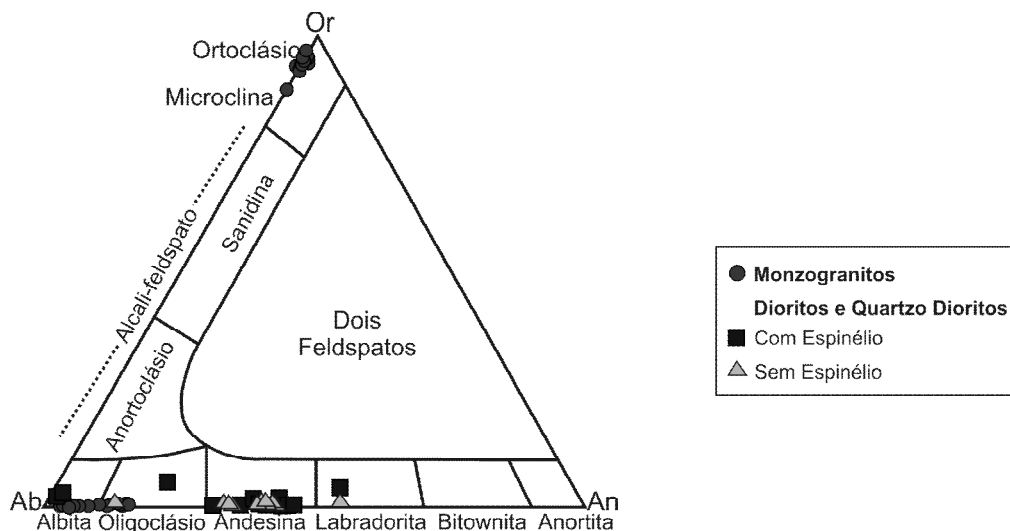 Or
Ortoclásio
Microclina
Alcali-feldspato
Sanidina
Anortoclásio
Dois
Feldspatos
Ab
An
Albita Oligoclásio Andesina Labradorita Bitownita Anortita
Monzogranitos
Dioritos e Quartzo Dioritos
Com Espinélio
Sem Espinélio